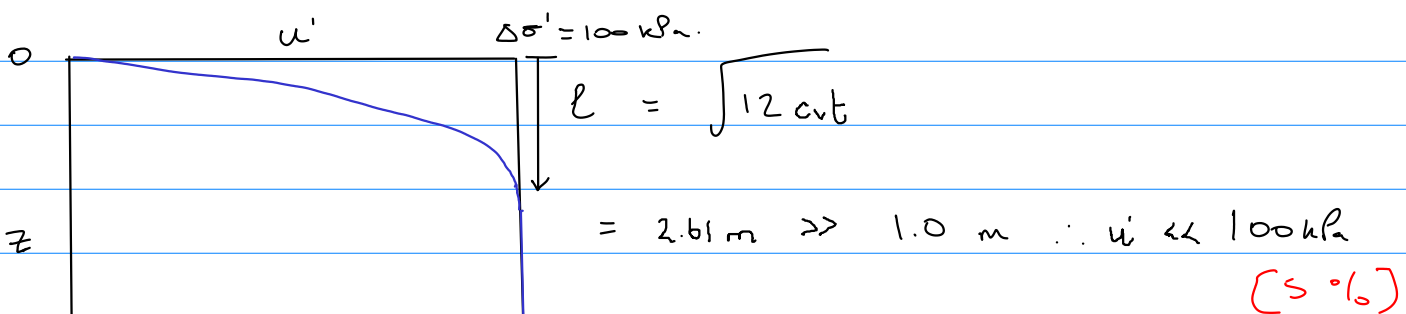 u' Δσ' = 100 kPa.
0
l = √12 cvt
z = 2.61 m >> 1.0 m ∴ u' << 100 kPa
[5 %]